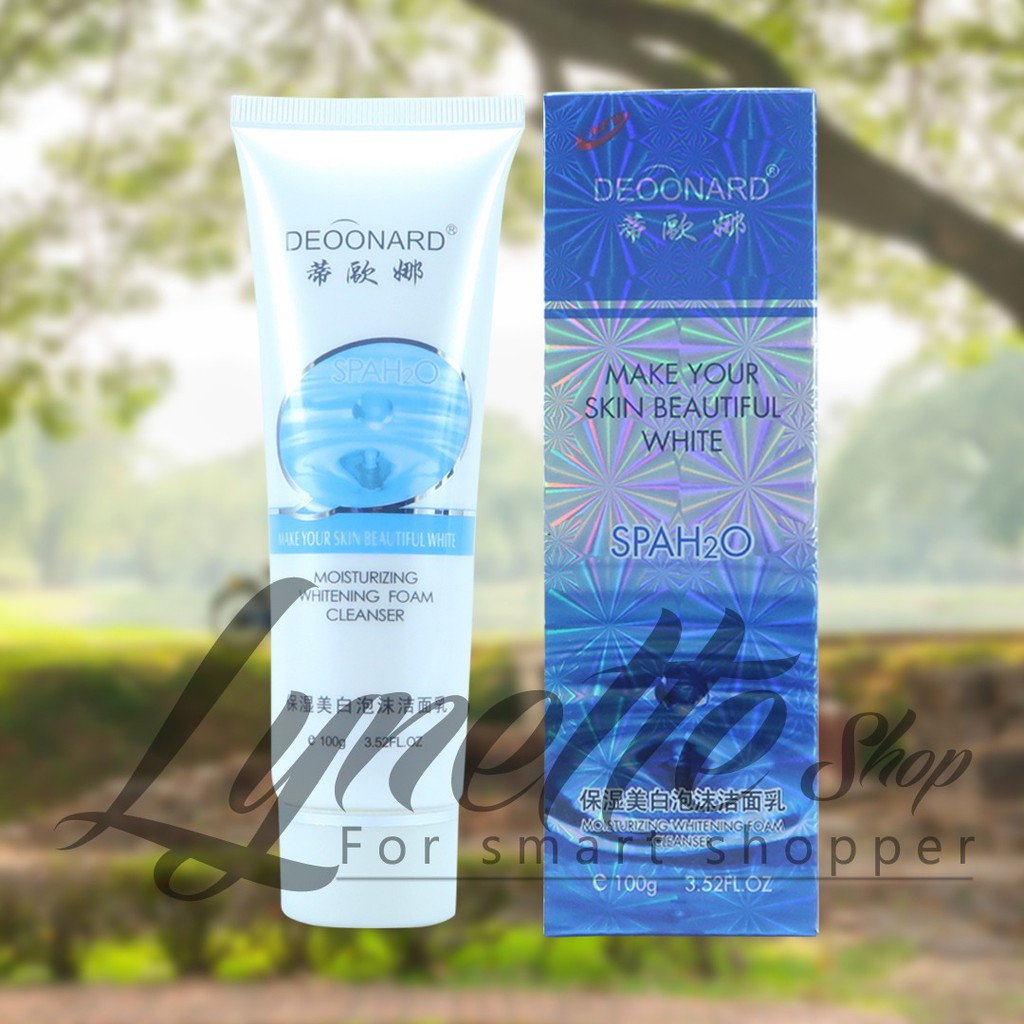 DEOONARD®
蒂歐娜
SPAH₂O
MAKE YOUR SKIN BEAUTIFUL WHITE
MOISTURIZING
WHITENING FOAM
CLEANSER
保湿美白泡沫洁面乳
℮ 100g 3.52FL.OZ
DEOONARD®
蒂歐娜
MAKE YOUR
SKIN BEAUTIFUL
WHITE
SPAH₂O
保湿美白泡沫洁面乳
MOISTURIZING WHITENING FOAM
CLEANSER
℮ 100g 3.52FL.OZ
Lynette Shop
For smart shopper